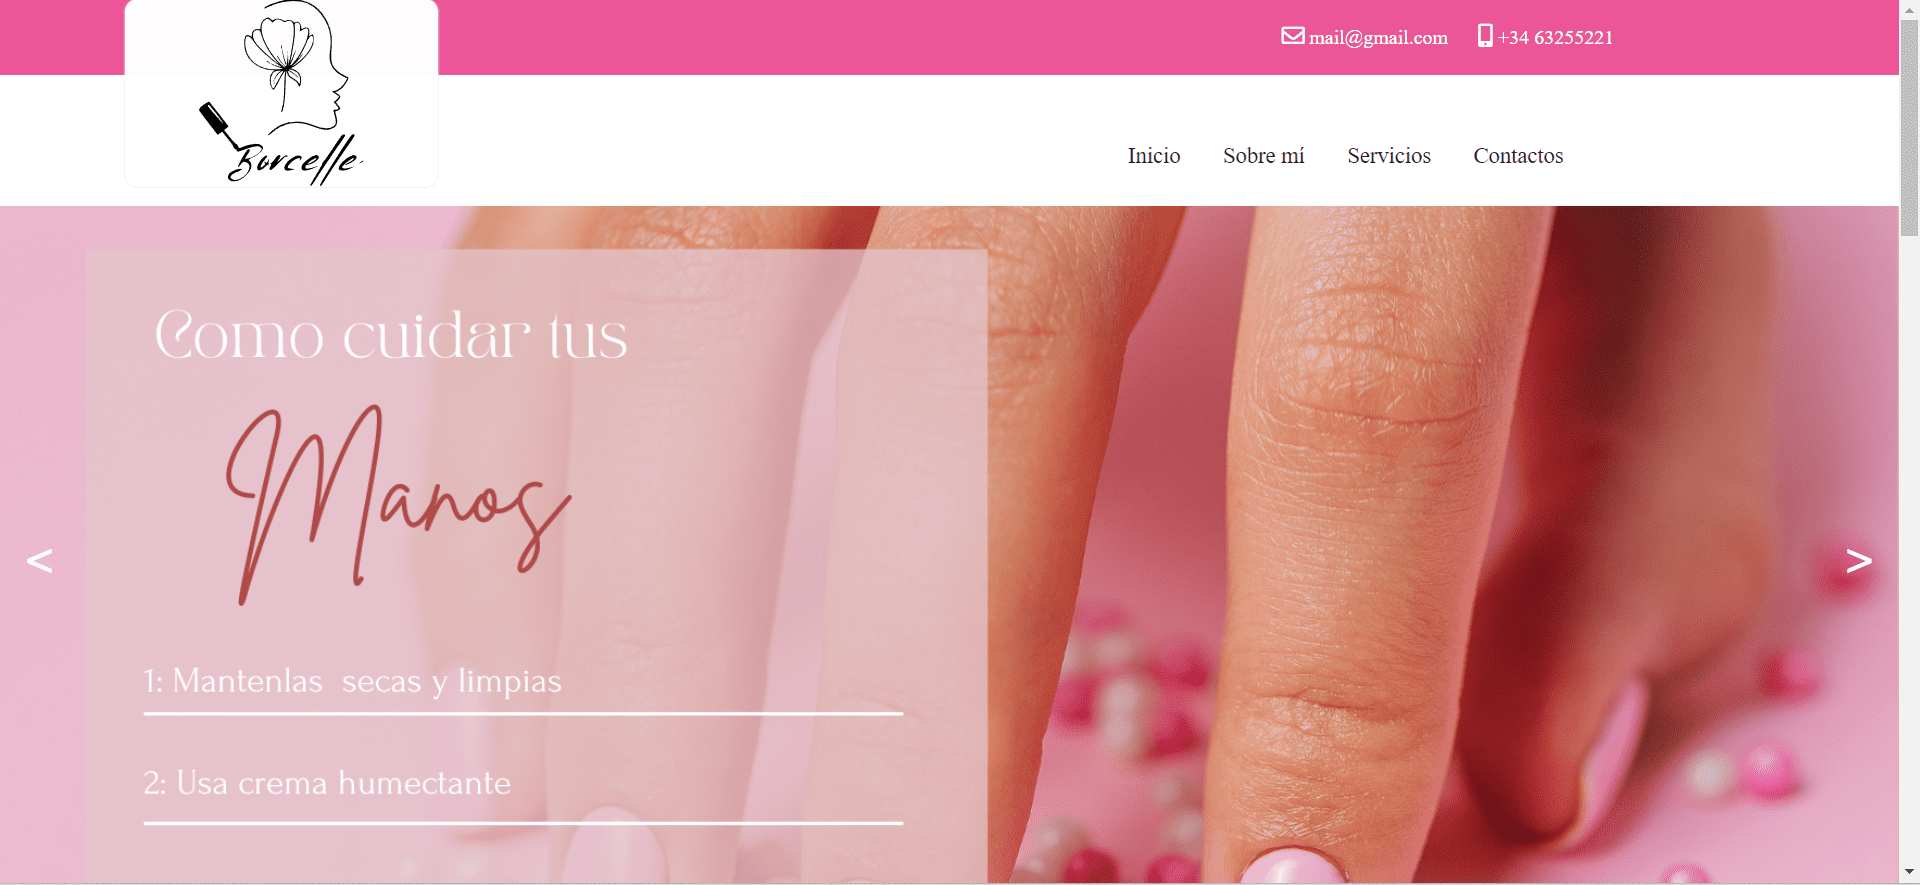 mail@gmail.com
+34 63255221
Borcelle
Inicio
Sobre mí
Servicios
Contactos
Como cuidar tus
Manos
<
>
1: Mantenlas secas y limpias
2: Usa crema humectante